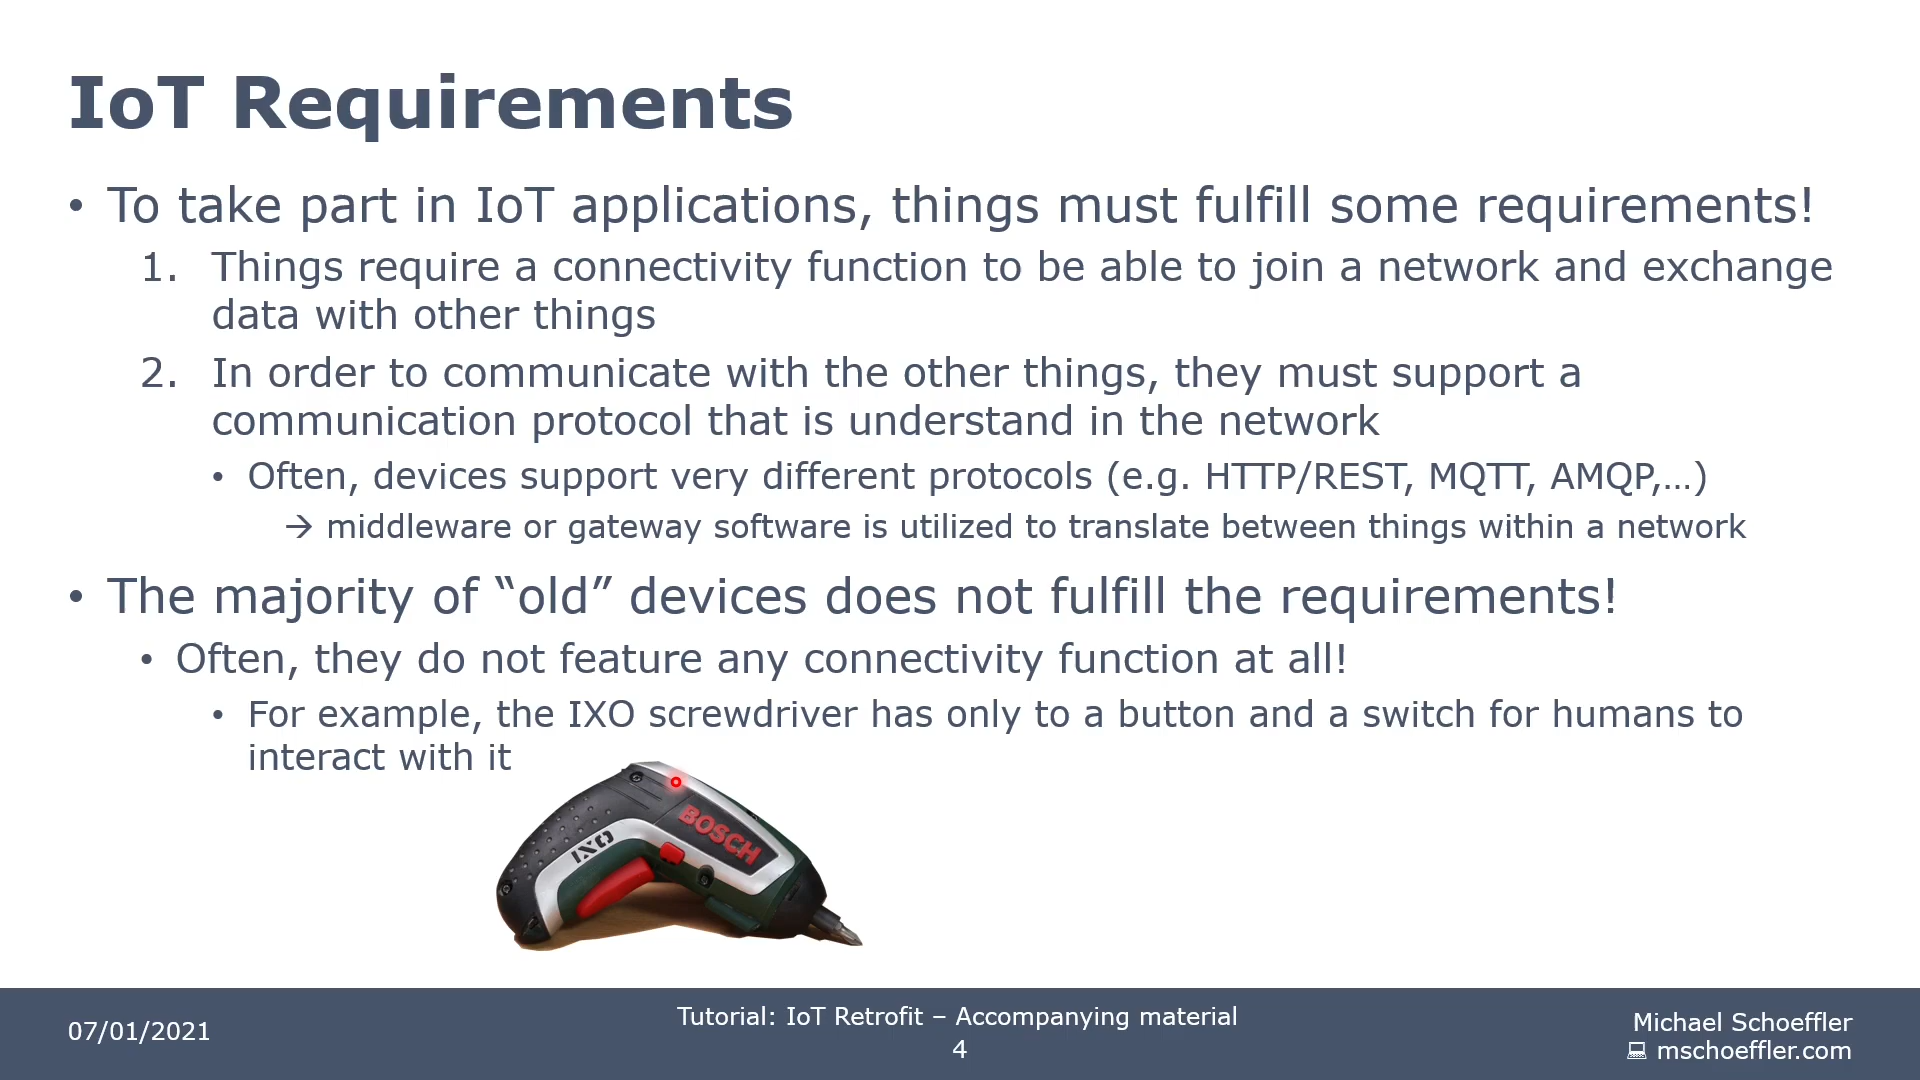 IoT Requirements
• To take part in IoT applications, things must fulfill some requirements!
1. Things require a connectivity function to be able to join a network and exchange
data with other things
2. In order to communicate with the other things, they must support a
communication protocol that is understand in the network
• Often, devices support very different protocols (e.g. HTTP/REST, MQTT, AMQP,…)
→ middleware or gateway software is utilized to translate between things within a network
• The majority of “old” devices does not fulfill the requirements!
• Often, they do not feature any connectivity function at all!
• For example, the IXO screwdriver has only to a button and a switch for humans to
interact with it
BOSCH
IXO
07/01/2021
Tutorial: IoT Retrofit – Accompanying material
4
Michael Schoeffler
💻 mschoeffler.com